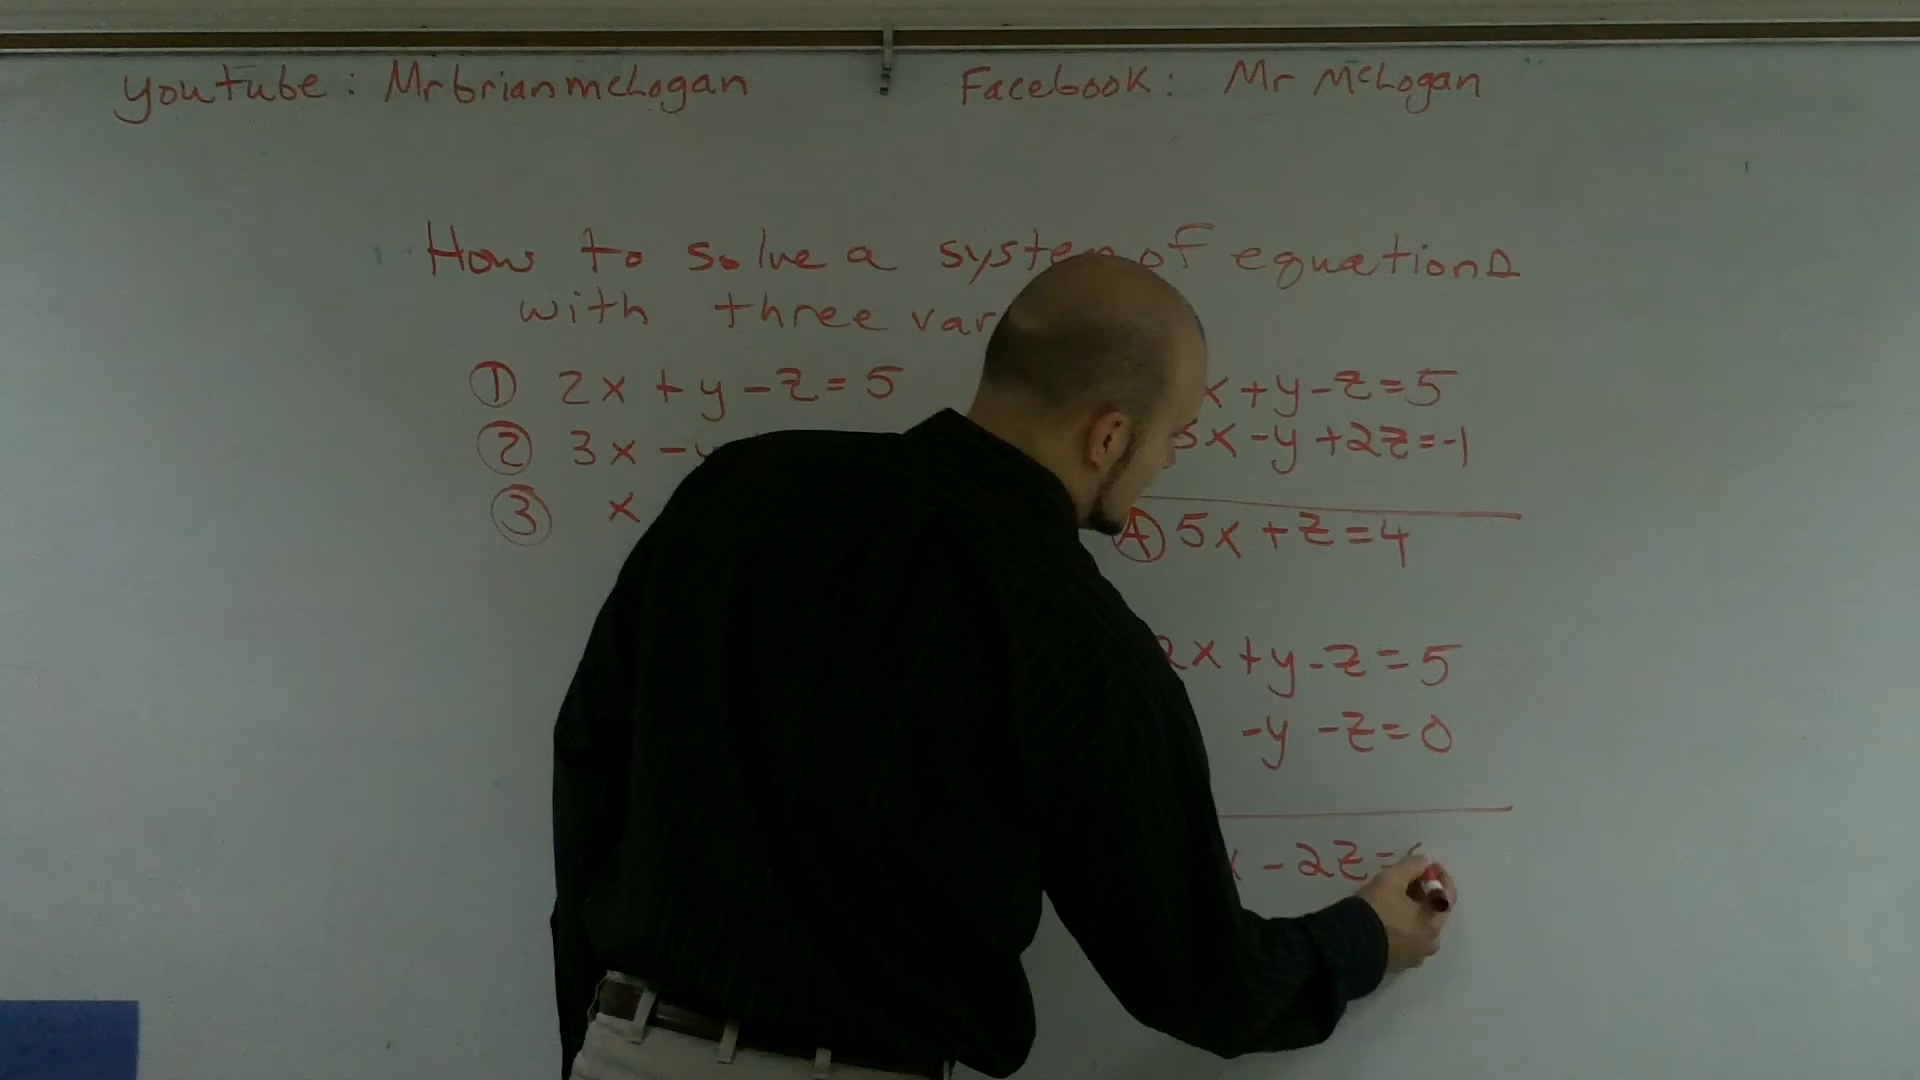 youtube: Mrbrianmclogan
Facebook: Mr McLogan
How to solve a system of equations
with three var
① 2x + y - z = 5
② 3x - y
③ x
x + y - z = 5
3x - y + 2z = -1
Ⓐ 5x + z = 4
2x + y - z = 5
-y - z = 0
x - 2z =